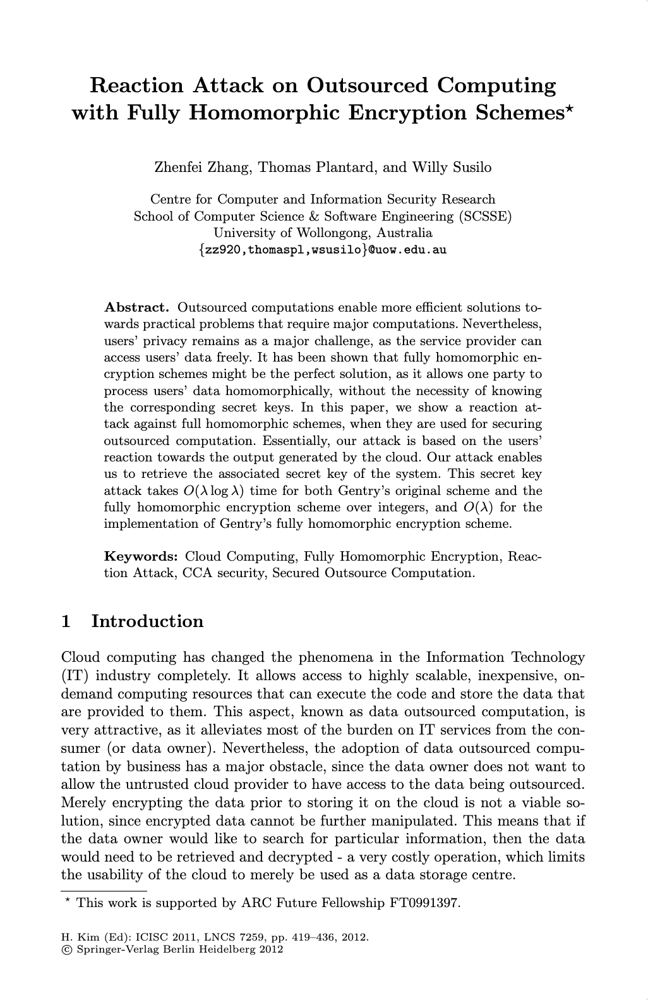 Reaction Attack on Outsourced Computing
with Fully Homomorphic Encryption Schemes⋆
Zhenfei Zhang, Thomas Plantard, and Willy Susilo
Centre for Computer and Information Security Research
School of Computer Science & Software Engineering (SCSSE)
University of Wollongong, Australia
{zz920,thomaspl,wsusilo}@uow.edu.au
Abstract. Outsourced computations enable more efficient solutions to-
wards practical problems that require major computations. Nevertheless,
users' privacy remains as a major challenge, as the service provider can
access users' data freely. It has been shown that fully homomorphic en-
cryption schemes might be the perfect solution, as it allows one party to
process users' data homomorphically, without the necessity of knowing
the corresponding secret keys. In this paper, we show a reaction at-
tack against full homomorphic schemes, when they are used for securing
outsourced computation. Essentially, our attack is based on the users'
reaction towards the output generated by the cloud. Our attack enables
us to retrieve the associated secret key of the system. This secret key
attack takes O(λ log λ) time for both Gentry's original scheme and the
fully homomorphic encryption scheme over integers, and O(λ) for the
implementation of Gentry's fully homomorphic encryption scheme.
Keywords: Cloud Computing, Fully Homomorphic Encryption, Reac-
tion Attack, CCA security, Secured Outsource Computation.
1 Introduction
Cloud computing has changed the phenomena in the Information Technology
(IT) industry completely. It allows access to highly scalable, inexpensive, on-
demand computing resources that can execute the code and store the data that
are provided to them. This aspect, known as data outsourced computation, is
very attractive, as it alleviates most of the burden on IT services from the con-
sumer (or data owner). Nevertheless, the adoption of data outsourced compu-
tation by business has a major obstacle, since the data owner does not want to
allow the untrusted cloud provider to have access to the data being outsourced.
Merely encrypting the data prior to storing it on the cloud is not a viable so-
lution, since encrypted data cannot be further manipulated. This means that if
the data owner would like to search for particular information, then the data
would need to be retrieved and decrypted - a very costly operation, which limits
the usability of the cloud to merely be used as a data storage centre.
⋆ This work is supported by ARC Future Fellowship FT0991397.
H. Kim (Ed): ICISC 2011, LNCS 7259, pp. 419–436, 2012.
© Springer-Verlag Berlin Heidelberg 2012